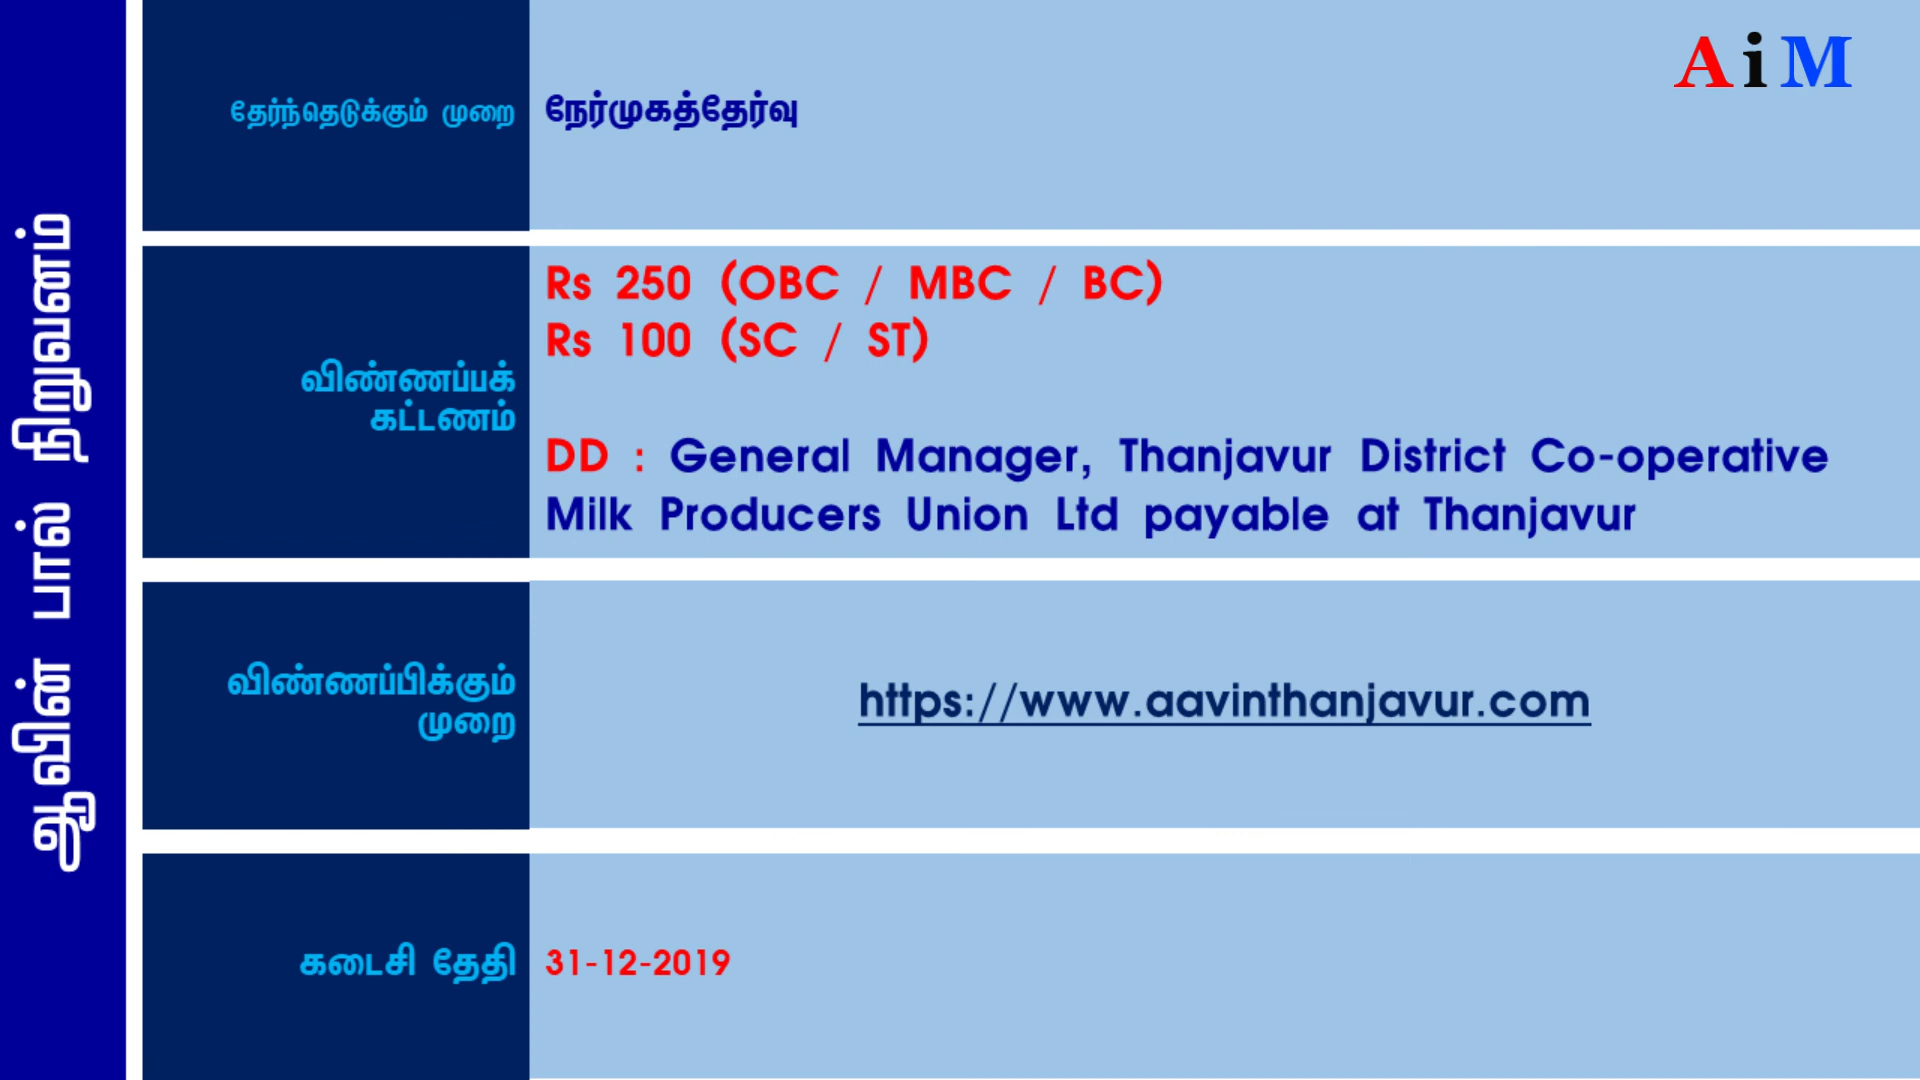 ஆவின் பால் நிறுவனம்
AiM
தேர்ந்தெடுக்கும் முறை
நேர்முகத்தேர்வு
விண்ணப்பக்
கட்டணம்
Rs 250 (OBC / MBC / BC)
Rs 100 (SC / ST)
DD : General Manager, Thanjavur District Co-operative
Milk Producers Union Ltd payable at Thanjavur
விண்ணப்பிக்கும்
முறை
https://www.aavinthanjavur.com
கடைசி தேதி
31-12-2019